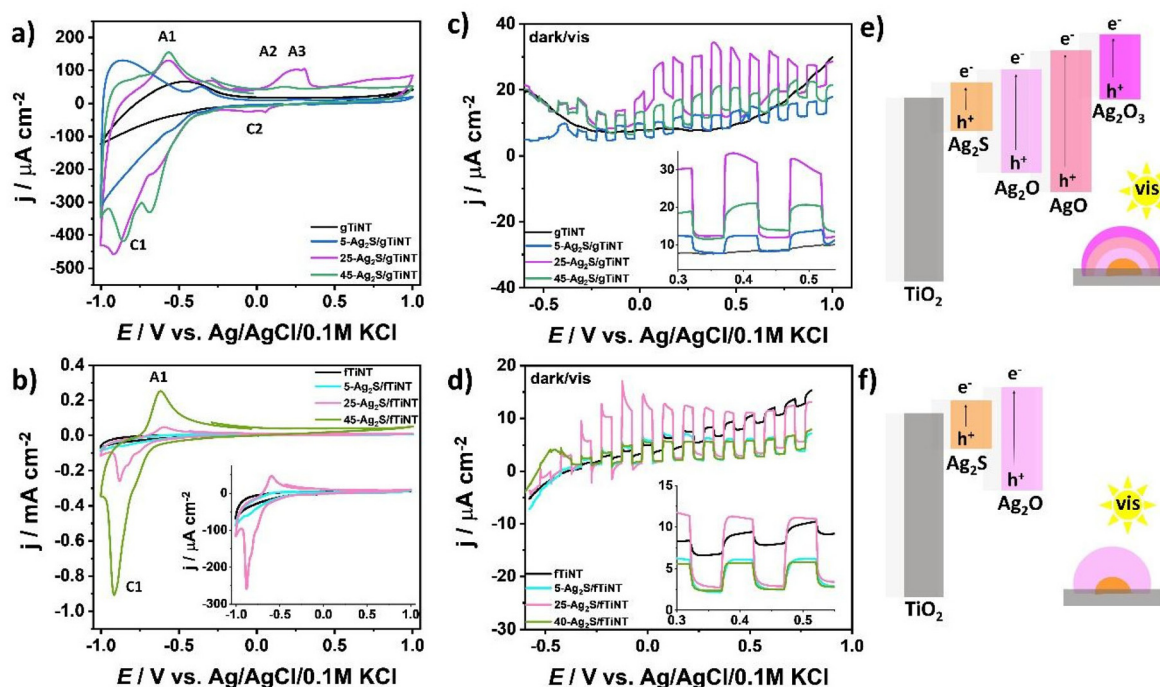 a)
A1
A2 A3
C2
C1
gTiNT
5-Ag₂S/gTiNT
25-Ag₂S/gTiNT
45-Ag₂S/gTiNT
200
100
0
-100
-200
-300
-400
-500
j / μA cm⁻²
-1.0 -0.5 0.0 0.5 1.0
E / V vs. Ag/AgCl/0.1M KCl
c)
dark/vis
40
30
20
10
0
-10
-20
-30
-40
j / μA cm⁻²
30
20
10
0.3 0.4 0.5
gTiNT
5-Ag₂S/gTiNT
25-Ag₂S/gTiNT
45-Ag₂S/gTiNT
-0.5 0.0 0.5 1.0
E / V vs. Ag/AgCl/0.1M KCl
e)
e⁻
e⁻
e⁻
e⁻
h⁺
Ag₂S
h⁺
Ag₂O
h⁺
AgO
h⁺
Ag₂O₃
TiO₂
vis
b)
A1
C1
fTiNT
5-Ag₂S/fTiNT
25-Ag₂S/fTiNT
45-Ag₂S/fTiNT
0.4
0.2
0.0
-0.2
-0.4
-0.6
-0.8
-1.0
j / mA cm⁻²
0
-100
-200
-300
j / μA cm⁻²
-1.0 -0.5 0.0 0.5 1.0
-1.0 -0.5 0.0 0.5 1.0
E / V vs. Ag/AgCl/0.1M KCl
d)
dark/vis
20
15
10
5
0
-5
-10
-15
-20
-25
-30
j / μA cm⁻²
15
10
5
0
0.3 0.4 0.5
fTiNT
5-Ag₂S/fTiNT
25-Ag₂S/fTiNT
40-Ag₂S/fTiNT
-0.5 0.0 0.5 1.0
E / V vs. Ag/AgCl/0.1M KCl
f)
e⁻
e⁻
h⁺
Ag₂S
h⁺
Ag₂O
TiO₂
vis